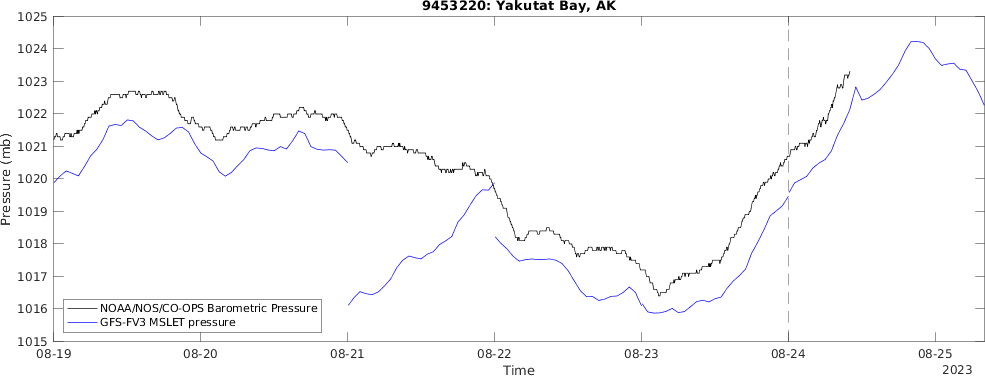 9453220: Yakutat Bay, AK
1025
1024
1023
1022
1021
1020
1019
1018
1017
1016
1015
Pressure (mb)
NOAA/NOS/CO-OPS Barometric Pressure
GFS-FV3 MSLET pressure
08-19 08-20 08-21 08-22 08-23 08-24 08-25
Time
2023